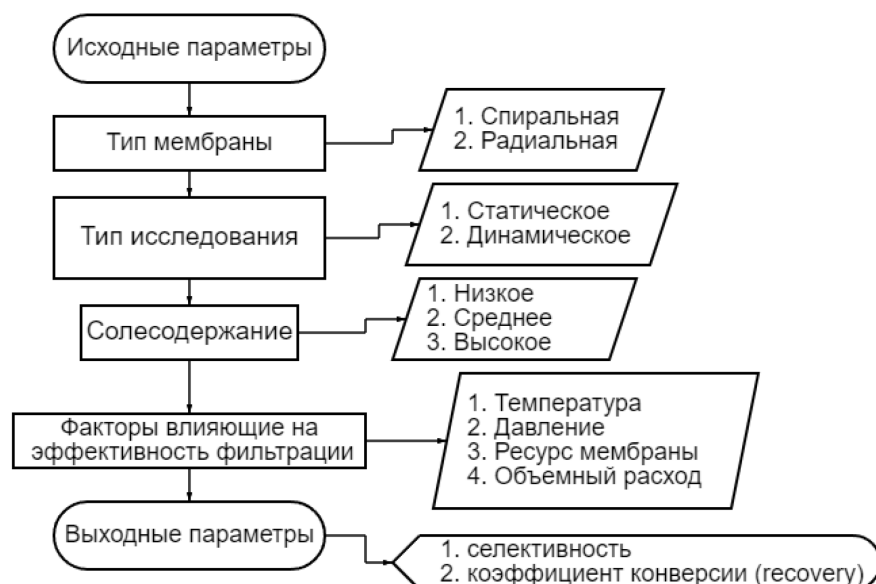 Исходные параметры
Тип мембраны
1. Спиральная
2. Радиальная
Тип исследования
1. Статическое
2. Динамическое
Солесодержание
1. Низкое
2. Среднее
3. Высокое
Факторы влияющие на
эффективность фильтрации
1. Температура
2. Давление
3. Ресурс мембраны
4. Объемный расход
Выходные параметры
1. селективность
2. коэффициент конверсии (recovery)